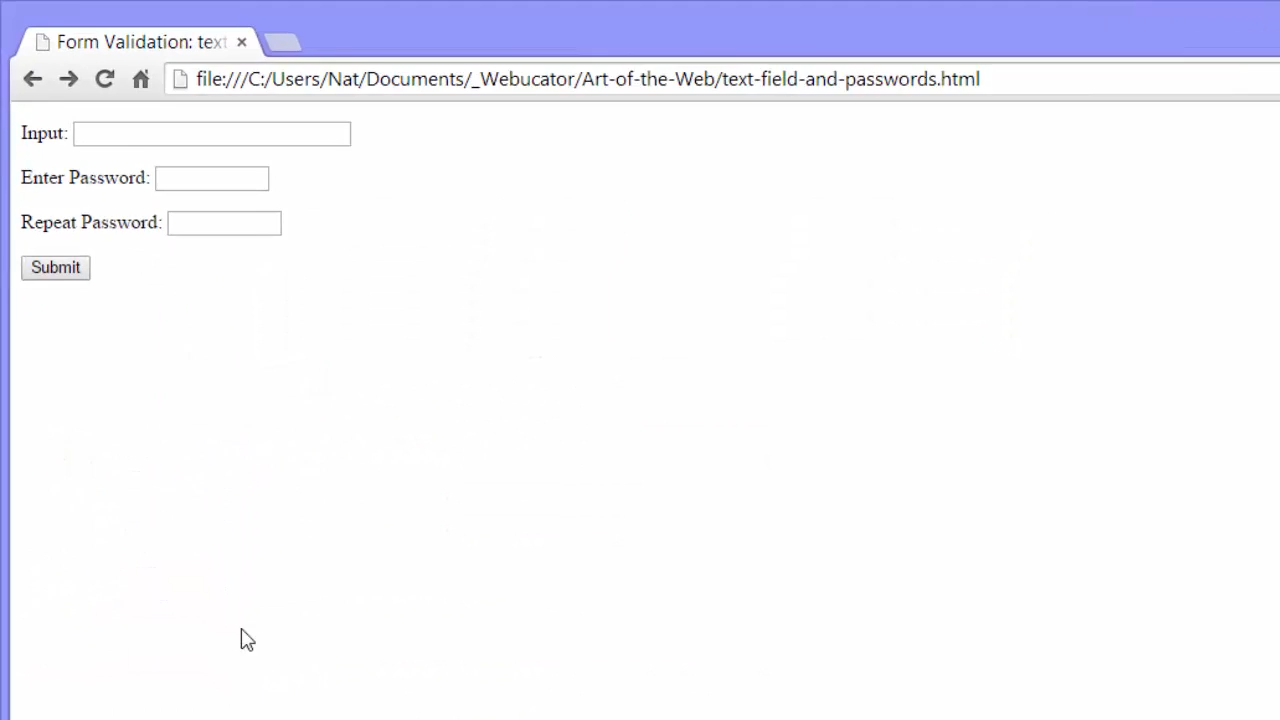 Form Validation: tex
file:///C:/Users/Nat/Documents/_Webucator/Art-of-the-Web/text-field-and-passwords.html
Input:
Enter Password:
Repeat Password:
Submit